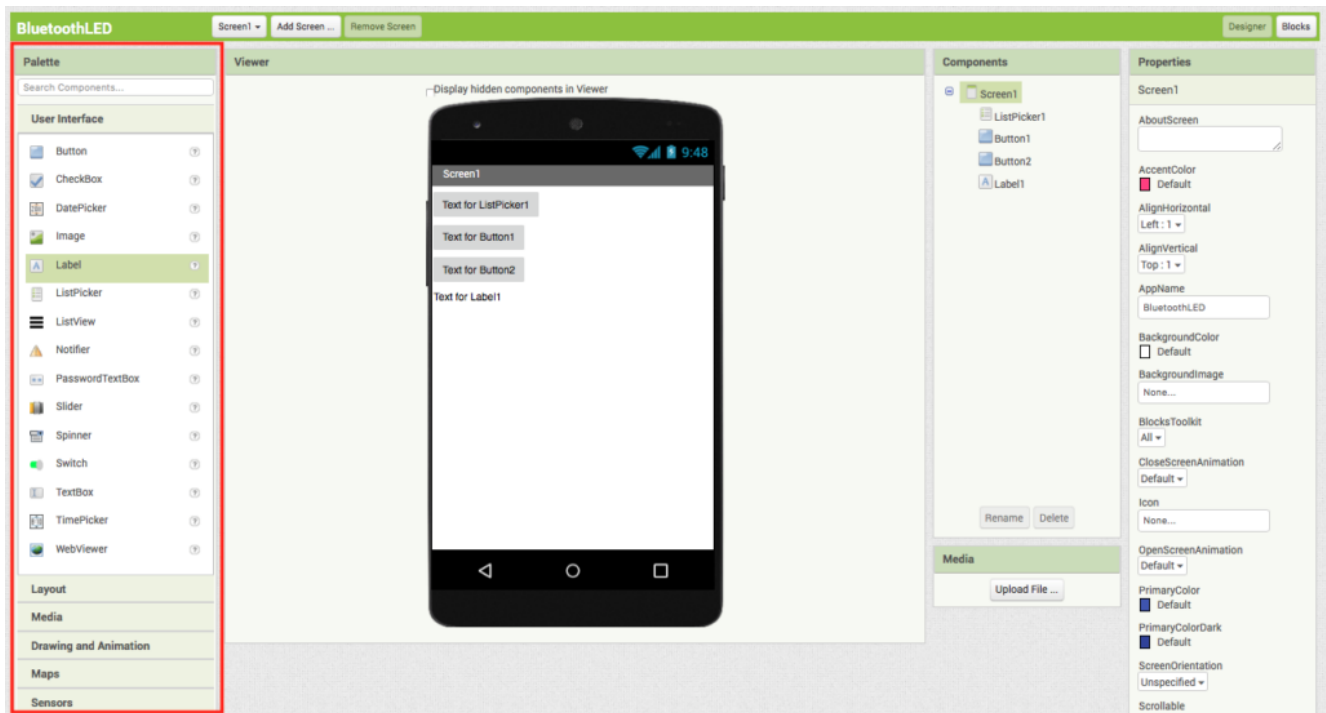 BluetoothLED
Screen1
Add Screen ...
Remove Screen
Designer
Blocks
Palette
Search Components...
User Interface
Button
CheckBox
DatePicker
Image
Label
ListPicker
ListView
Notifier
PasswordTextBox
Slider
Spinner
Switch
TextBox
TimePicker
WebViewer
Layout
Media
Drawing and Animation
Maps
Sensors
Viewer
Display hidden components in Viewer
9:48
Screen1
Text for ListPicker1
Text for Button1
Text for Button2
Text for Label1
Components
Screen1
ListPicker1
Button1
Button2
Label1
Rename
Delete
Media
Upload File ...
Properties
Screen1
AboutScreen
AccentColor
Default
AlignHorizontal
Left : 1
AlignVertical
Top : 1
AppName
BluetoothLED
BackgroundColor
Default
BackgroundImage
None...
BlocksToolkit
All
CloseScreenAnimation
Default
Icon
None...
OpenScreenAnimation
Default
PrimaryColor
Default
PrimaryColorDark
Default
ScreenOrientation
Unspecified
Scrollable